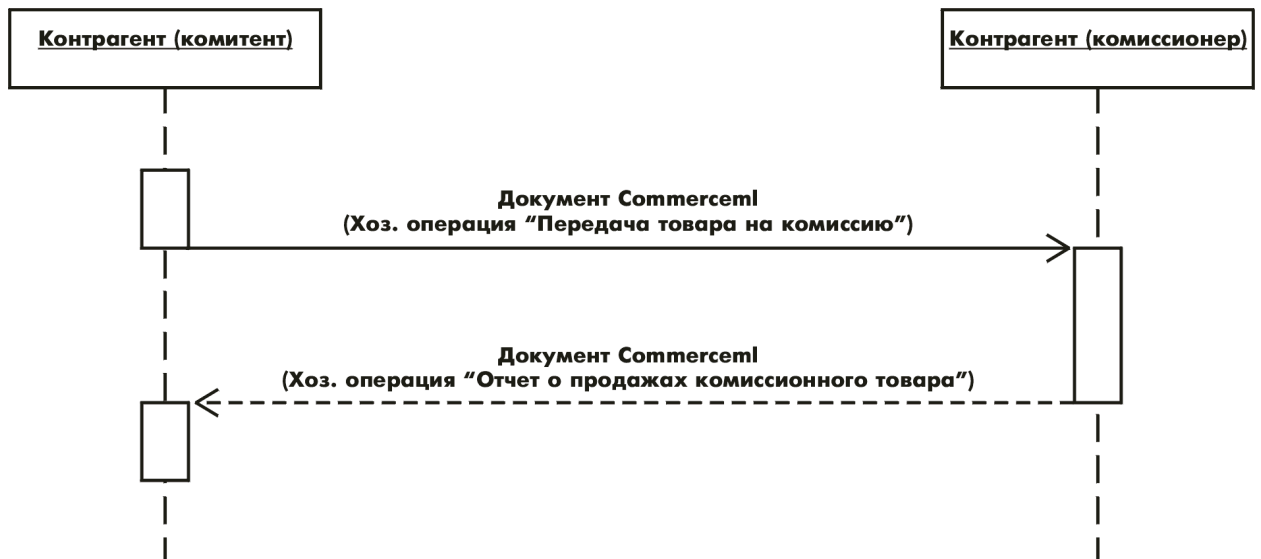 Контрагент (комитент)
Контрагент (комиссионер)
Документ Commerceml
(Хоз. операция “Передача товара на комиссию”)
Документ Commerceml
(Хоз. операция “Отчет о продажах комиссионного товара”)